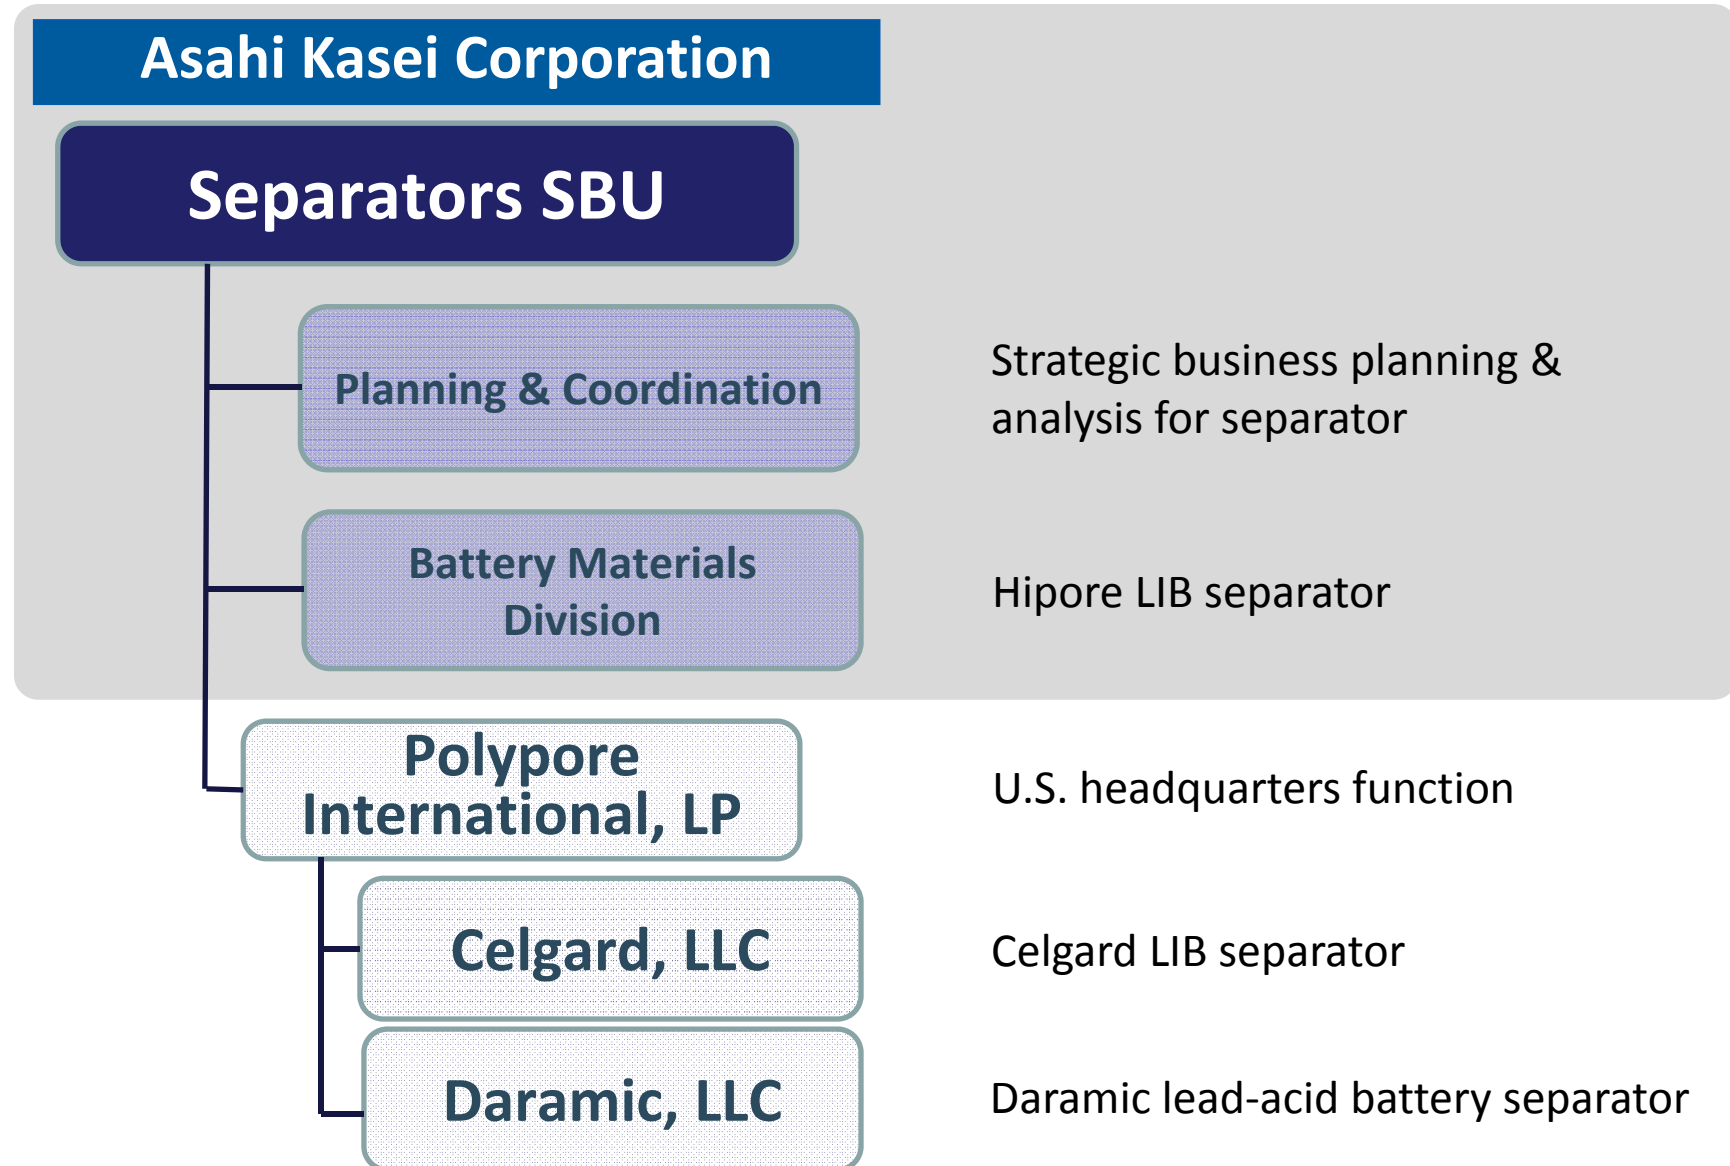 Asahi Kasei Corporation
Separators SBU
Planning & Coordination
Strategic business planning &
analysis for separator
Battery Materials
Division
Hipore LIB separator
Polypore
International, LP
U.S. headquarters function
Celgard, LLC
Celgard LIB separator
Daramic, LLC
Daramic lead-acid battery separator